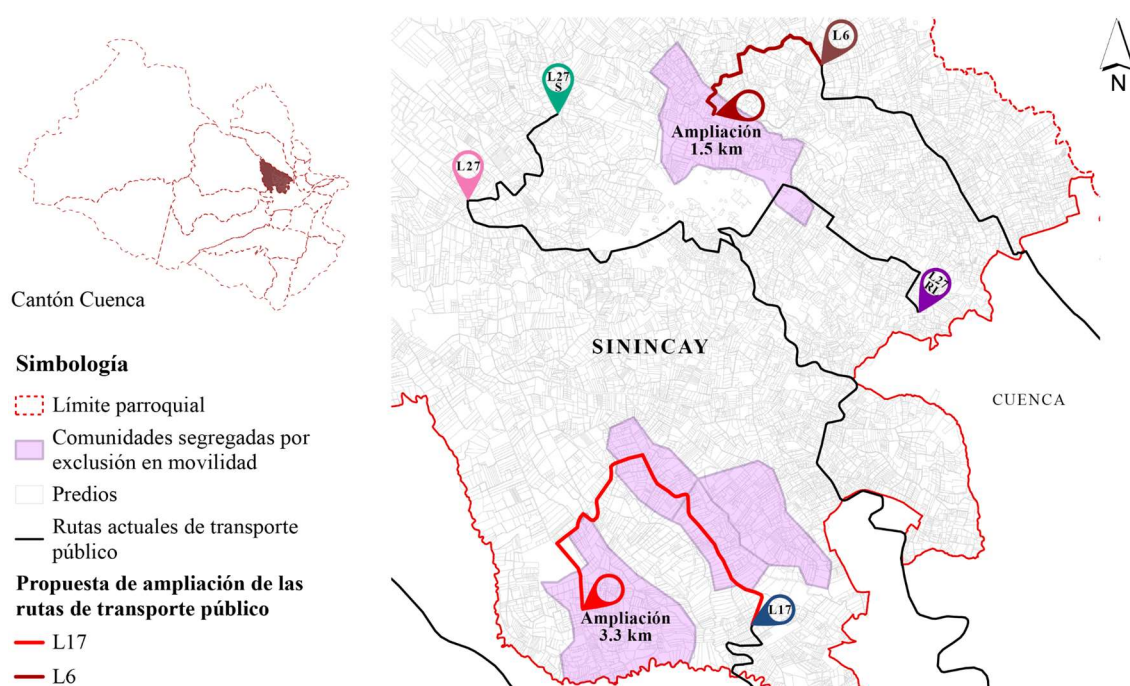 Cantón Cuenca
Simbología
Límite parroquial
Comunidades segregadas por
exclusión en movilidad
Predios
Rutas actuales de transporte
público
Propuesta de ampliación de las
rutas de transporte público
L17
L6
L6
N
L27
S
Ampliación
1.5 km
L27
L27
RI
SININCAY
CUENCA
L17
Ampliación
3.3 km